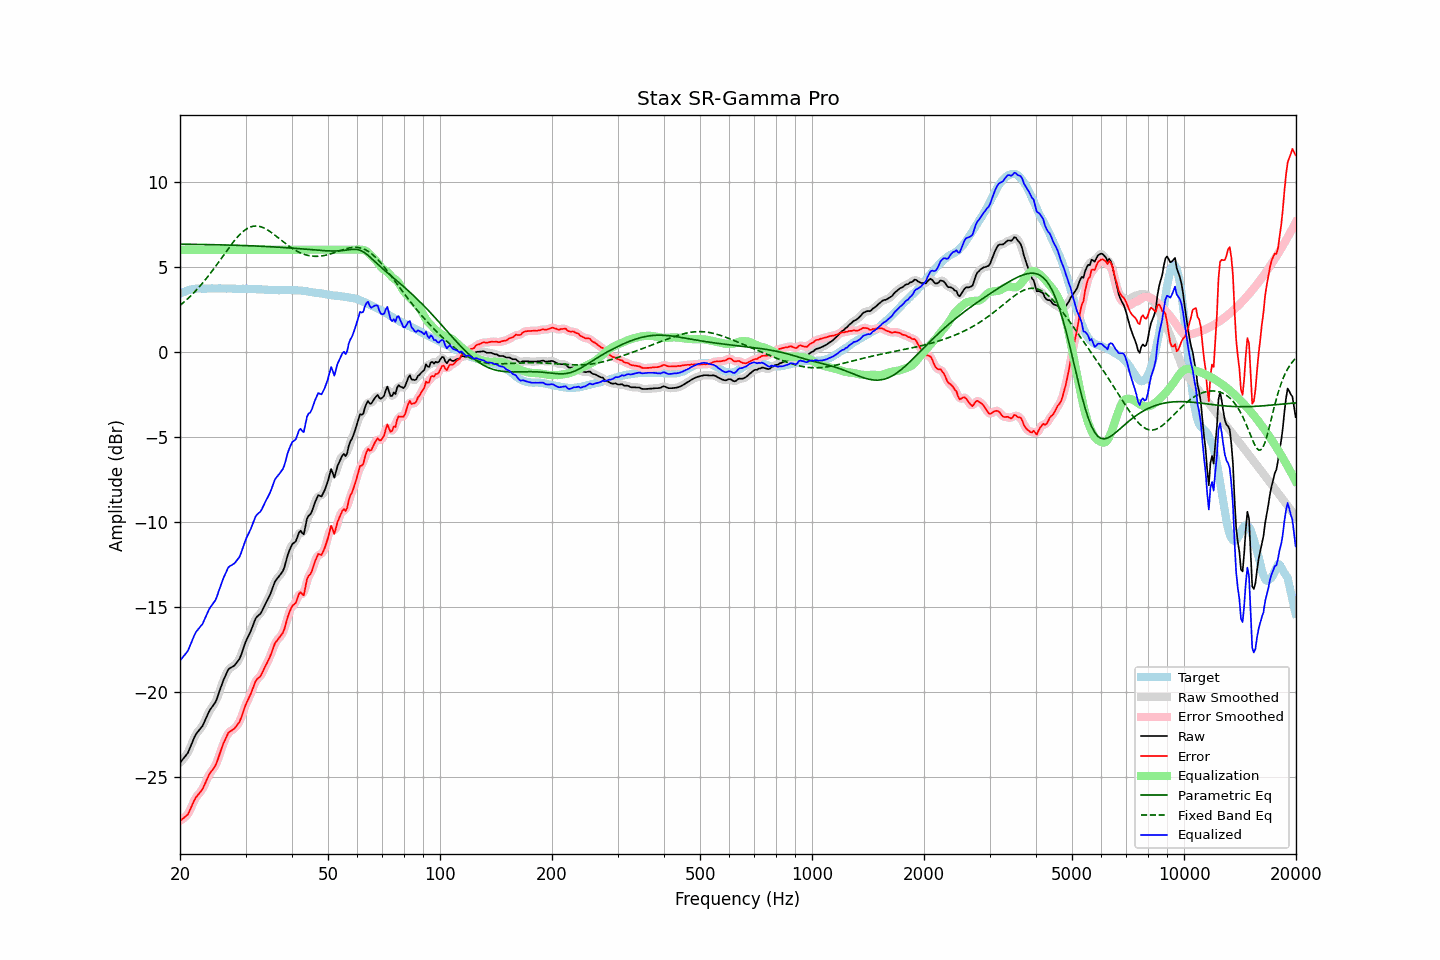 Stax SR-Gamma Pro
Amplitude (dBr)
10
5
0
−5
−10
−15
−20
−25
20
50
100
200
500
1000
2000
5000
10000
20000
Frequency (Hz)
Target
Raw Smoothed
Error Smoothed
Raw
Error
Equalization
Parametric Eq
Fixed Band Eq
Equalized